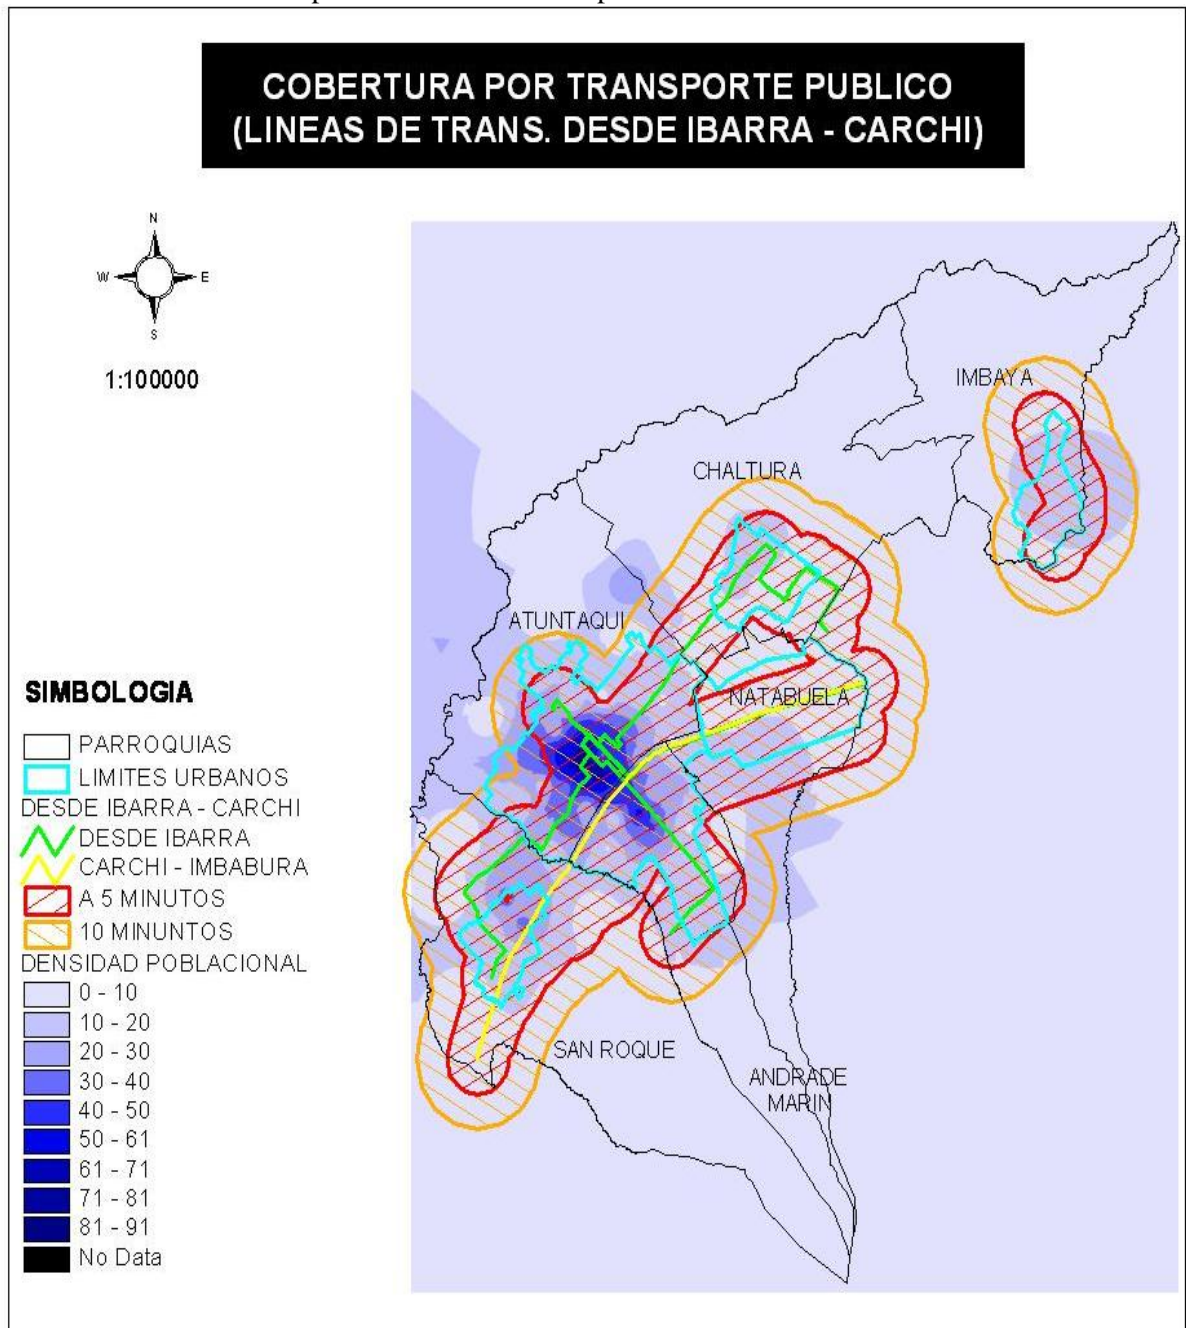 COBERTURA POR TRANSPORTE PUBLICO
(LINEAS DE TRANS. DESDE IBARRA - CARCHI)
N
W
E
S
1:100000
IMBAYA
CHALTURA
ATUNTAQUI
NATABUELA
SAN ROQUE
ANDRADE
MARIN
SIMBOLOGIA
PARROQUIAS
LIMITES URBANOS
DESDE IBARRA - CARCHI
DESDE IBARRA
CARCHI - IMBABURA
A 5 MINUTOS
10 MINUNTOS
DENSIDAD POBLACIONAL
0 - 10
10 - 20
20 - 30
30 - 40
40 - 50
50 - 61
61 - 71
71 - 81
81 - 91
No Data